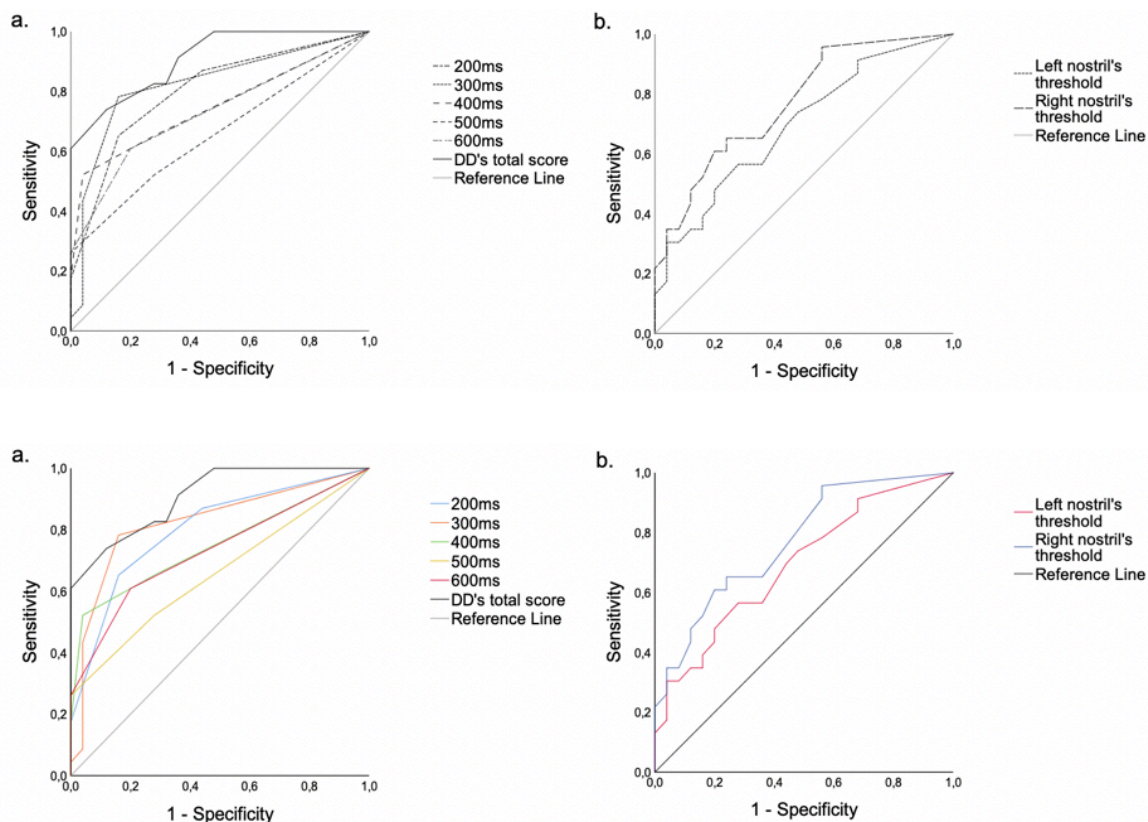 a.
1,0
0,8
0,6
0,4
0,2
0,0
Sensitivity
0,0 0,2 0,4 0,6 0,8 1,0
1 - Specificity
200ms
300ms
400ms
500ms
600ms
DD's total score
Reference Line
b.
1,0
0,8
0,6
0,4
0,2
0,0
Sensitivity
0,0 0,2 0,4 0,6 0,8 1,0
1 - Specificity
Left nostril's
threshold
Right nostril's
threshold
Reference Line
a.
1,0
0,8
0,6
0,4
0,2
0,0
Sensitivity
0,0 0,2 0,4 0,6 0,8 1,0
1 - Specificity
200ms
300ms
400ms
500ms
600ms
DD's total score
Reference Line
b.
1,0
0,8
0,6
0,4
0,2
0,0
Sensitivity
0,0 0,2 0,4 0,6 0,8 1,0
1 - Specificity
Left nostril's
threshold
Right nostril's
threshold
Reference Line